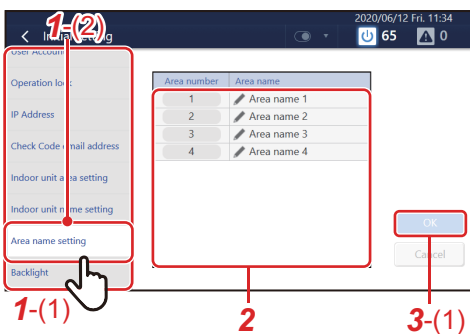 2020/06/12 Fri. 11:34
1-(2)
Initial setting
65
0
User Account
Operation lock
IP Address
Check Code email address
Indoor unit area setting
Indoor unit name setting
Area name setting
Backlight
Area number Area name
1 Area name 1
2 Area name 2
3 Area name 3
4 Area name 4
OK
Cancel
1-(1)
2
3-(1)